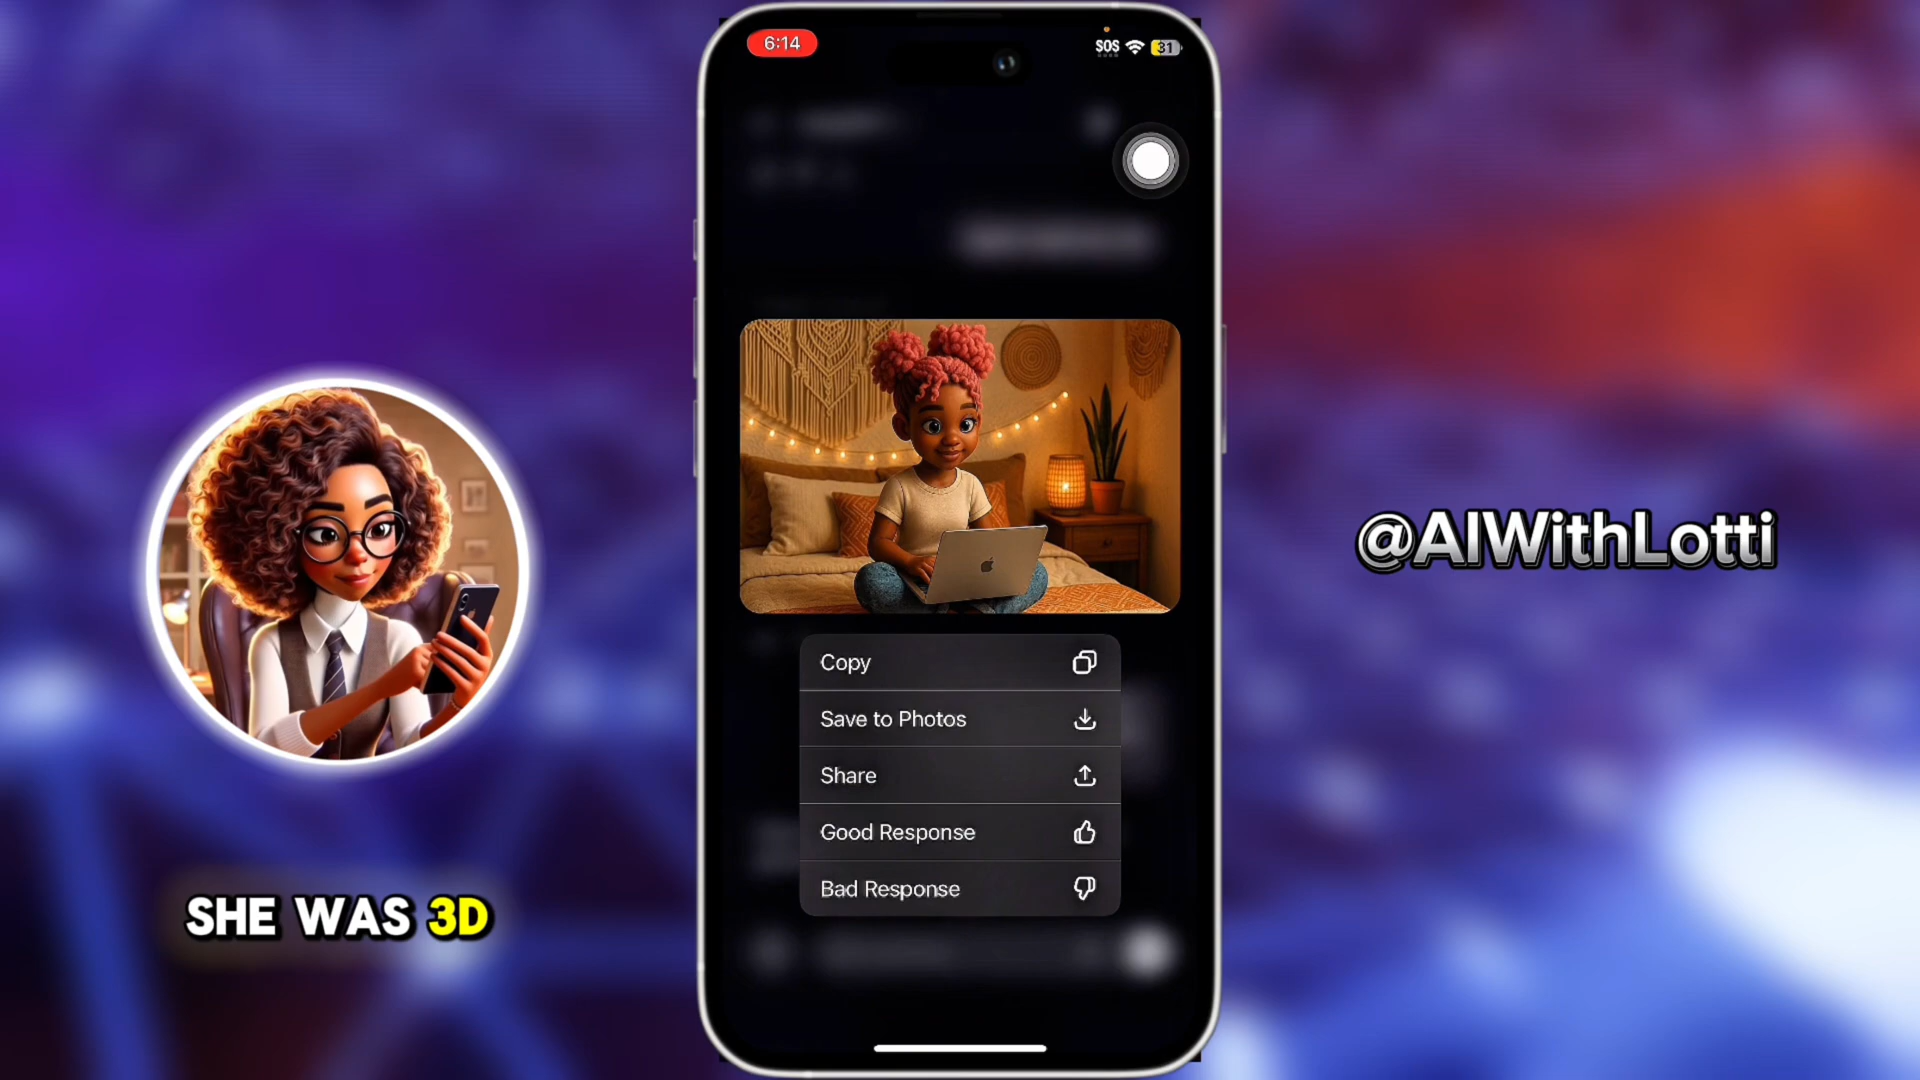 6:14
SOS
31
Copy
Save to Photos
Share
Good Response
Bad Response
SHE WAS 3D
@AIWithLotti